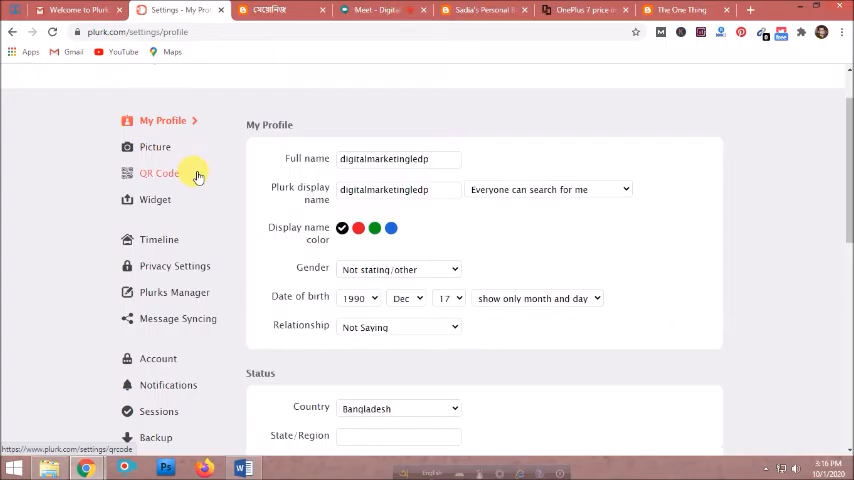 Welcome to Plurk
Settings - My Pro
মেয়েনিজ
Meet - Digital
Sadia's Personal B
OnePlus 7 price in
The One Thing
plurk.com/settings/profile
Apps Gmail YouTube Maps
My Profile
Picture
QR Code
Widget
Timeline
Privacy Settings
Plurks Manager
Message Syncing
Account
Notifications
Sessions
Backup
My Profile
Full name digitalmarketingledp
Plurk display name digitalmarketingledp Everyone can search for me
Display name color
Gender Not stating/other
Date of birth 1990 Dec 17 show only month and day
Relationship Not Saying
Status
Country Bangladesh
State/Region
https://www.plurk.com/settings/qrcode
English
3:16 PM
10/1/2020